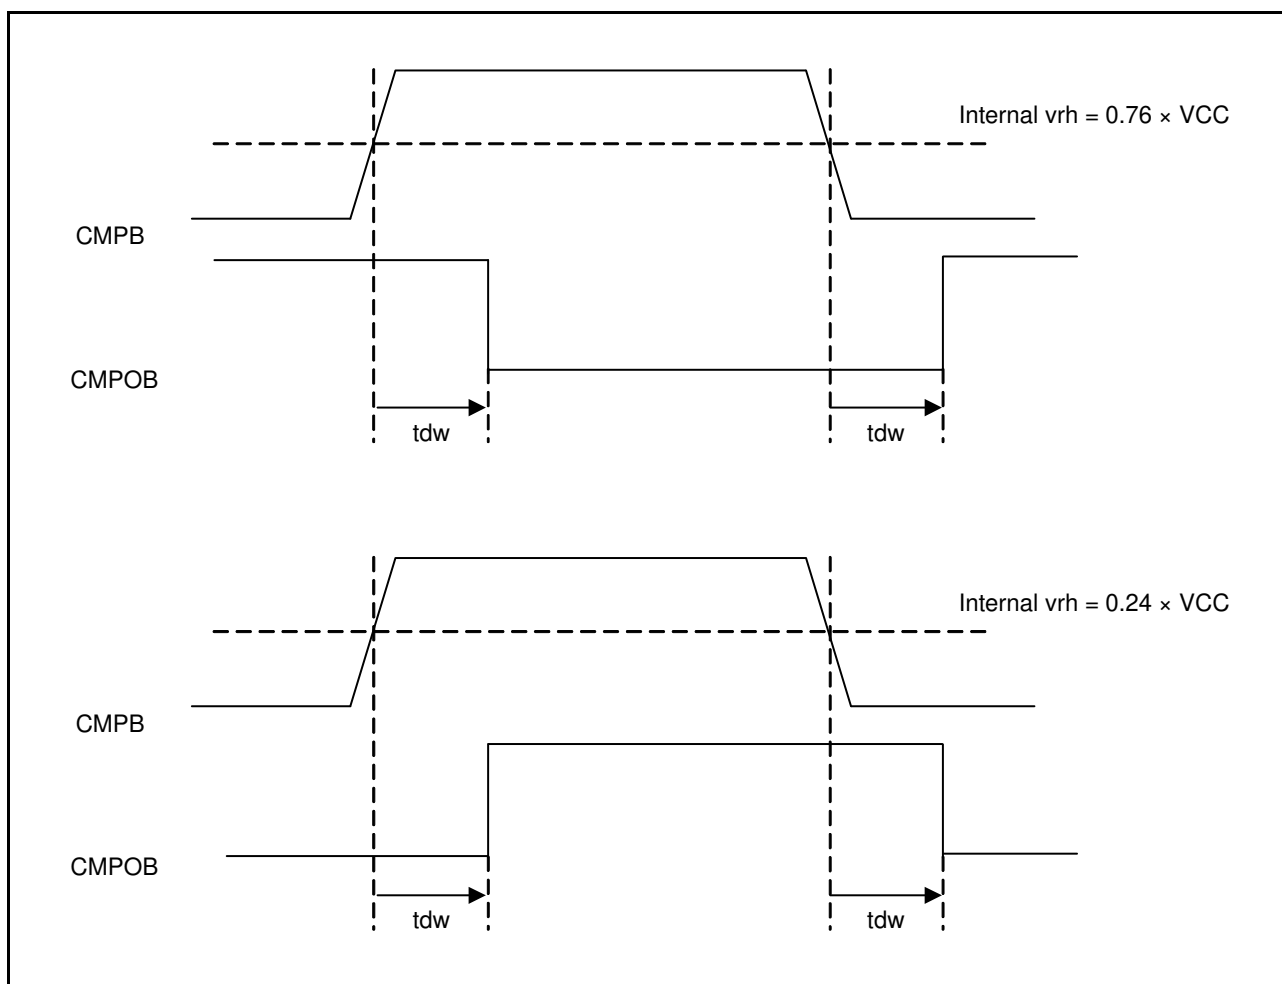 Internal vrh = 0.76 × VCC
CMPB
CMPOB
tdw
tdw
Internal vrh = 0.24 × VCC
CMPB
CMPOB
tdw
tdw